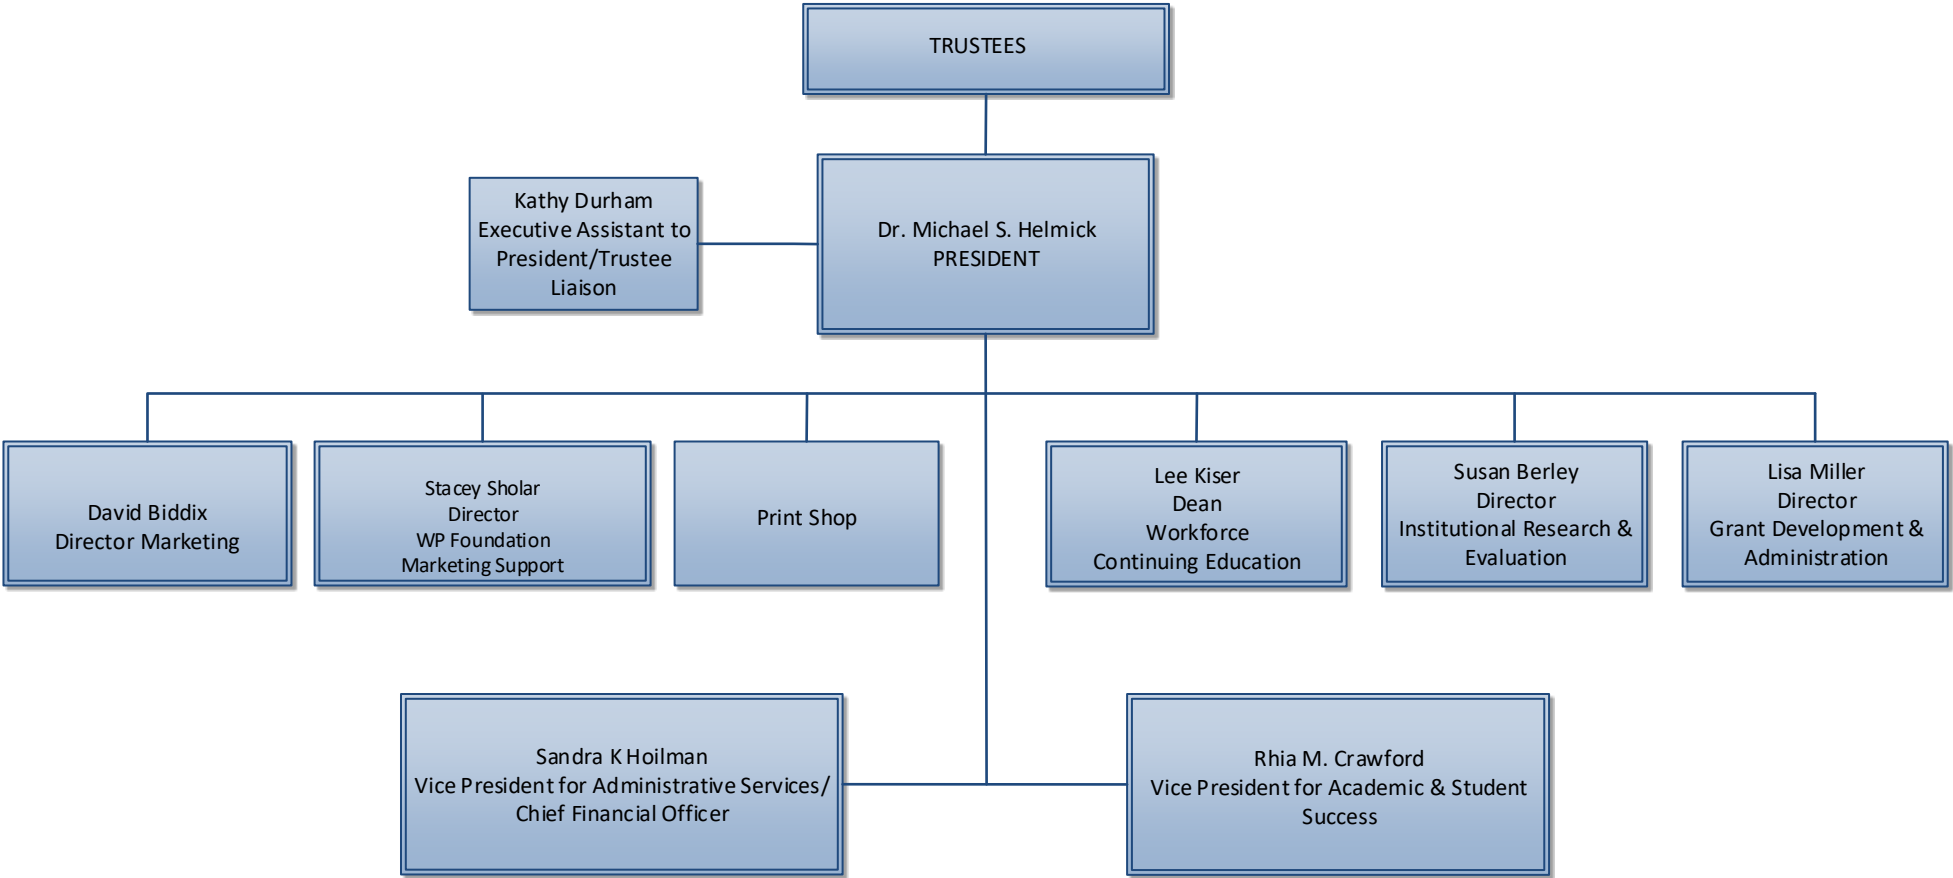 TRUSTEES
Kathy Durham
Executive Assistant to
President/Trustee
Liaison
Dr. Michael S. Helmick
PRESIDENT
David Biddix
Director Marketing
Stacey Sholar
Director
WP Foundation
Marketing Support
Print Shop
Lee Kiser
Dean
Workforce
Continuing Education
Susan Berley
Director
Institutional Research &
Evaluation
Lisa Miller
Director
Grant Development &
Administration
Sandra K Hoilman
Vice President for Administrative Services/
Chief Financial Officer
Rhia M. Crawford
Vice President for Academic & Student
Success